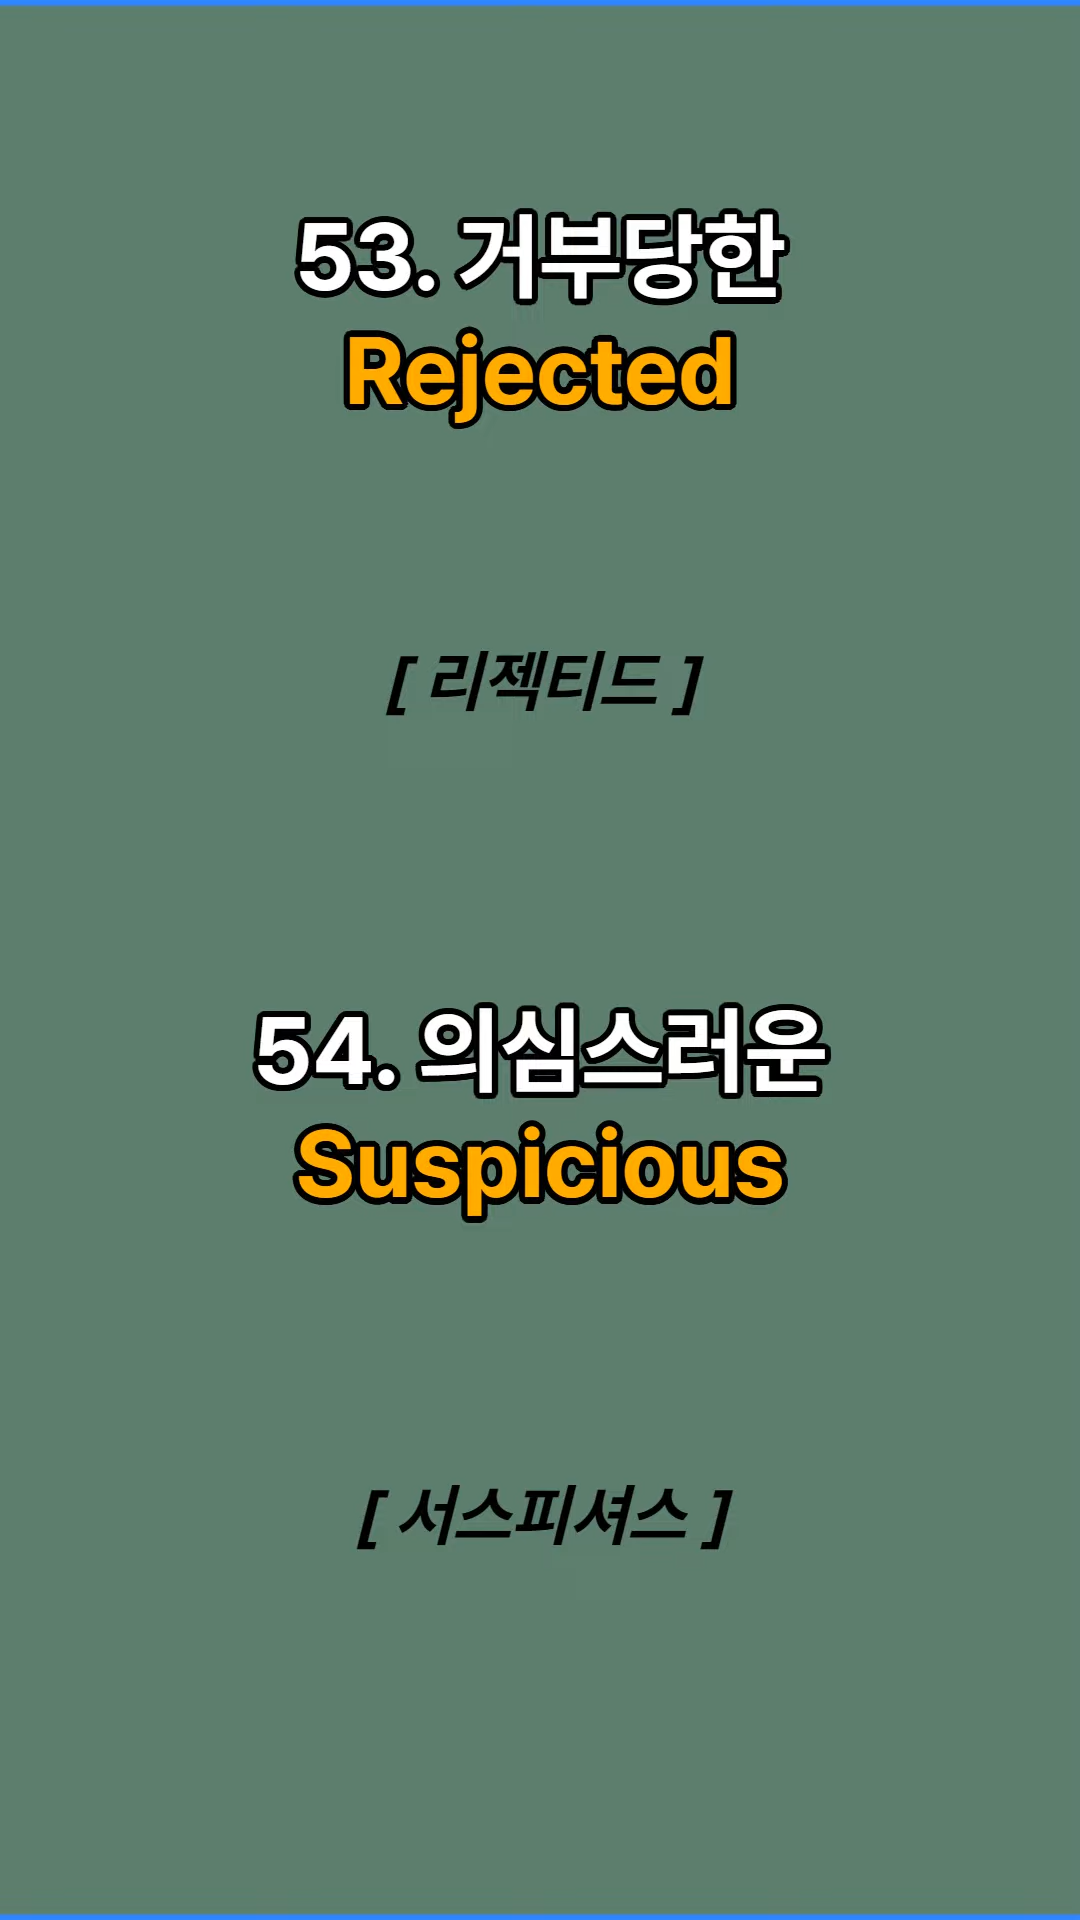 53. 거부당한
Rejected
[ 리젝티드 ]
54. 의심스러운
Suspicious
[ 서스피셔스 ]